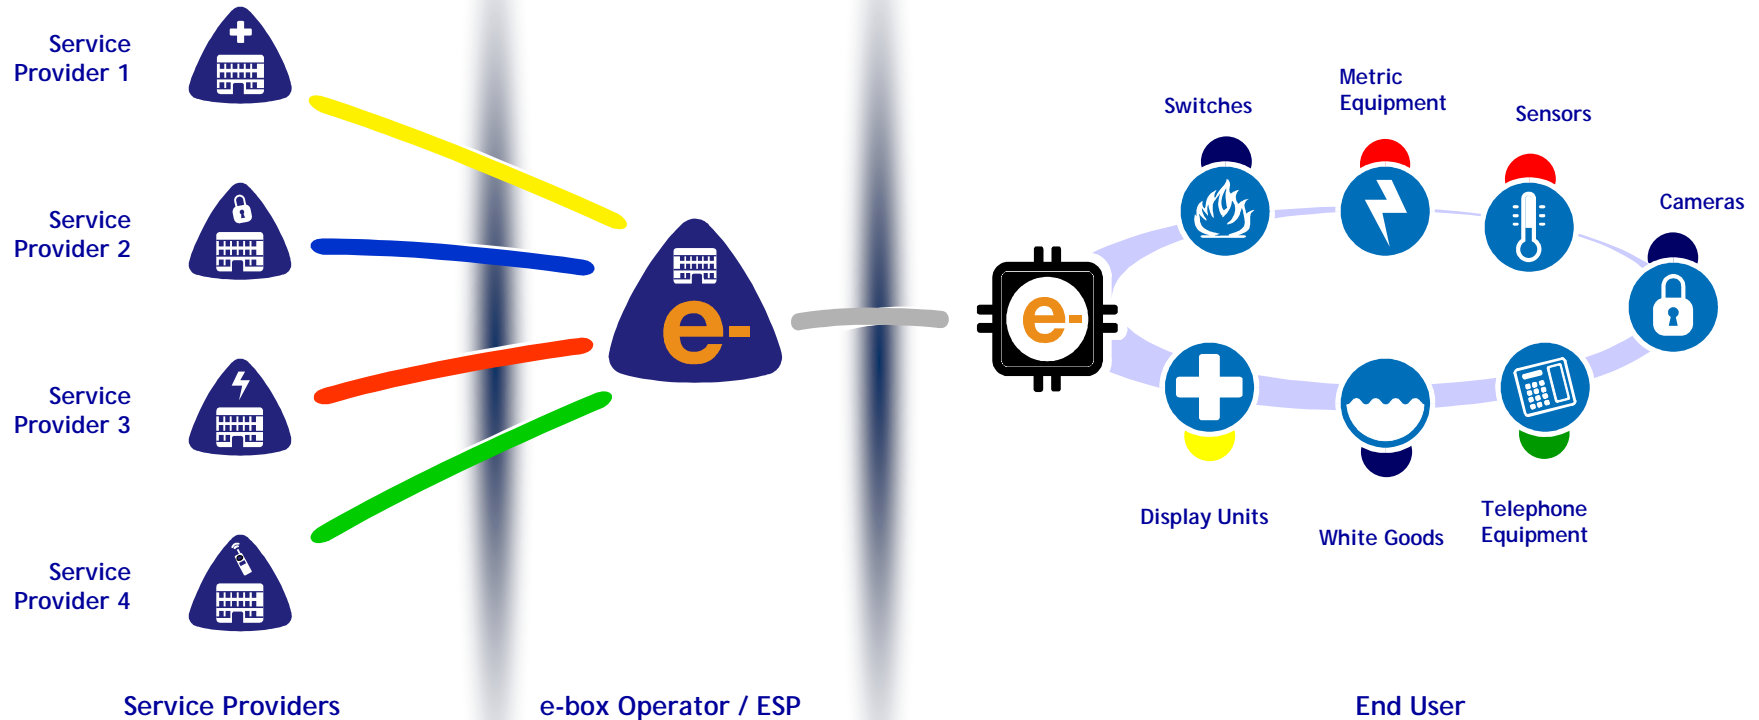 Service
Provider 1
Service
Provider 2
Service
Provider 3
Service
Provider 4
e-
e-
Switches
Metric
Equipment
Sensors
Cameras
Display Units
White Goods
Telephone
Equipment
Service Providers
e-box Operator / ESP
End User